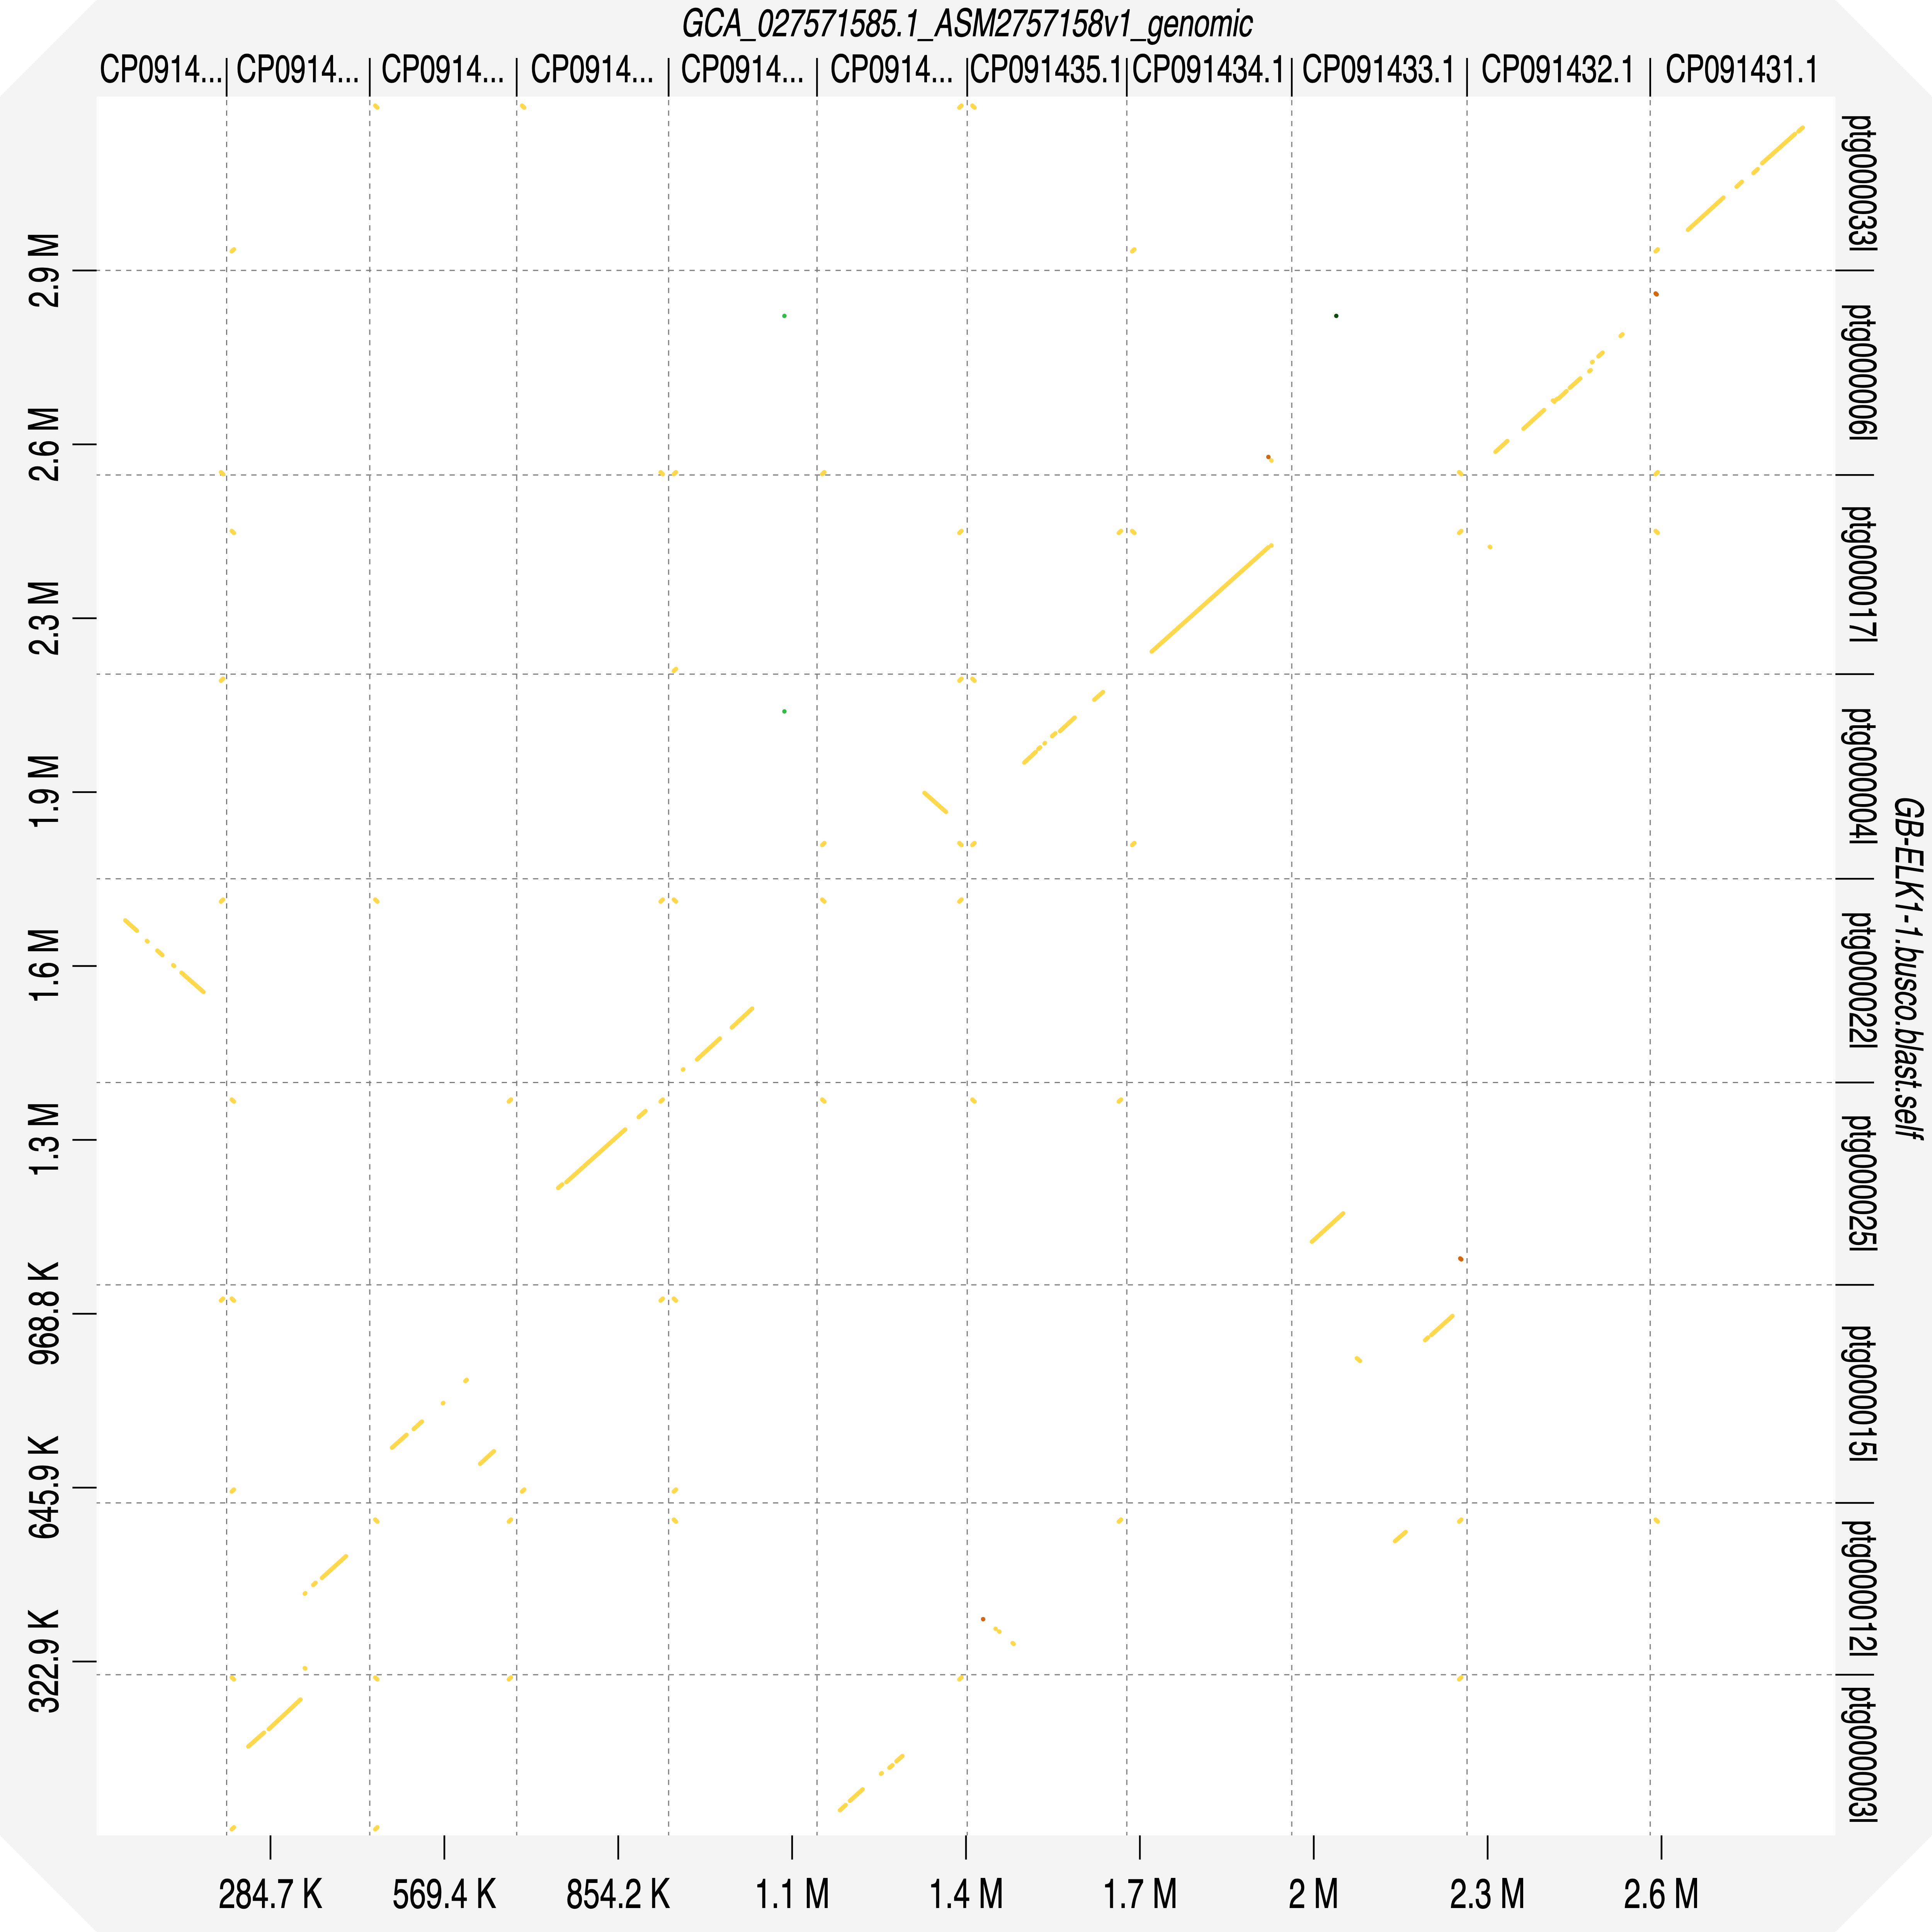 GCA_027571585.1_ASM2757158v1_genomic
CP0914...
CP0914...
CP0914...
CP0914...
CP0914...
CP0914...
CP091435.1
CP091434.1
CP091433.1
CP091432.1
CP091431.1
2.9 M
2.6 M
2.3 M
1.9 M
1.6 M
1.3 M
968.8 K
645.9 K
322.9 K
ptg000033l
ptg000006l
ptg000017l
ptg000004l
ptg000022l
ptg000025l
ptg000015l
ptg000012l
ptg000003l
GB-ELK1-1.busco.blast.self
284.7 K
569.4 K
854.2 K
1.1 M
1.4 M
1.7 M
2 M
2.3 M
2.6 M